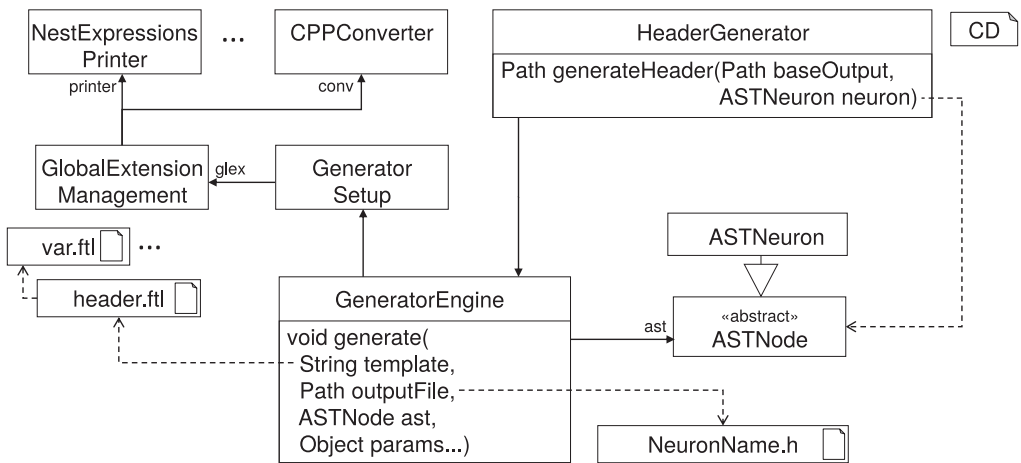 NestExpressions
Printer
...
CPPConverter
HeaderGenerator
Path generateHeader(Path baseOutput,
ASTNeuron neuron)
CD
printer
conv
GlobalExtension
Management
glex
Generator
Setup
var.ftl
...
header.ftl
ASTNeuron
GeneratorEngine
void generate(
String template,
Path outputFile,
ASTNode ast,
Object params...)
ast
«abstract»
ASTNode
NeuronName.h